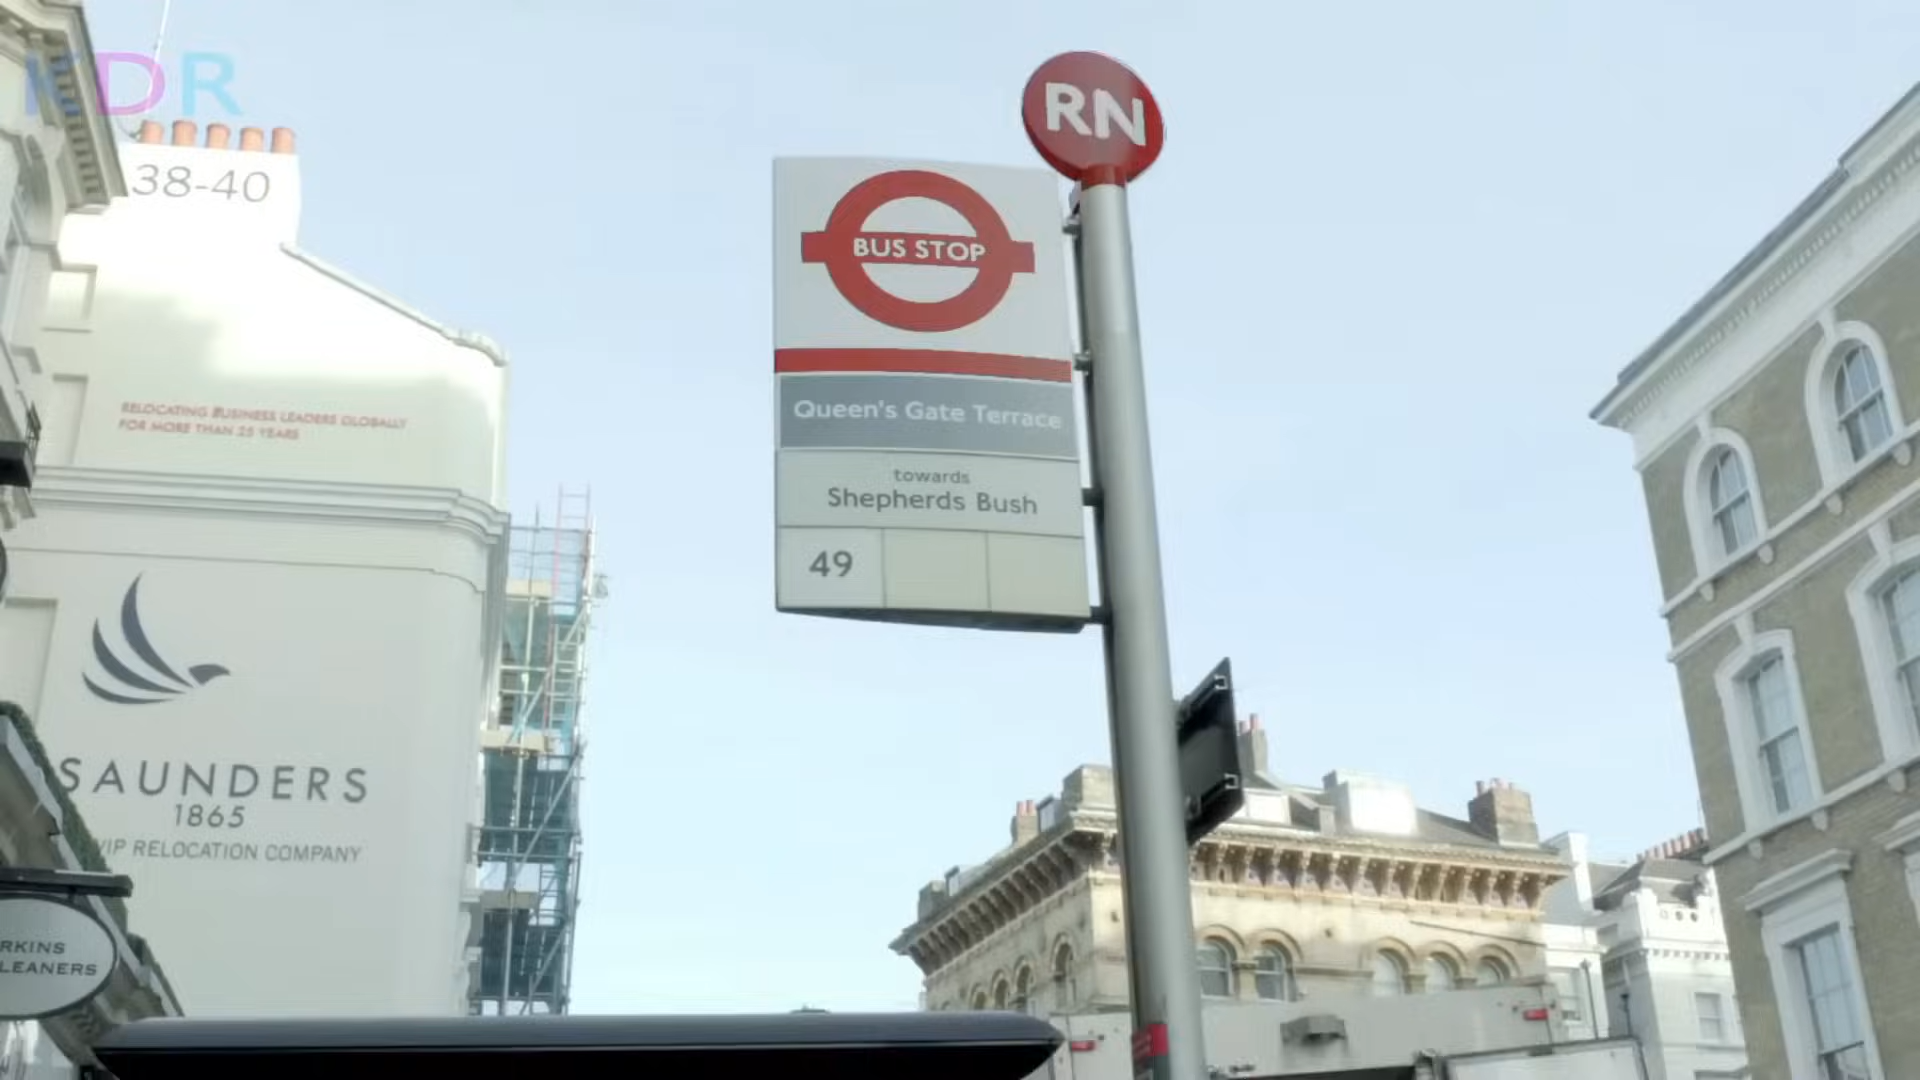 KDR
RN
38-40
BUS STOP
Queen's Gate Terrace
towards
Shepherds Bush
49
RELOCATING BUSINESS LEADERS GLOBALLY
FOR MORE THAN 25 YEARS
SAUNDERS
1865
VIP RELOCATION COMPANY
RKINS
LEANERS